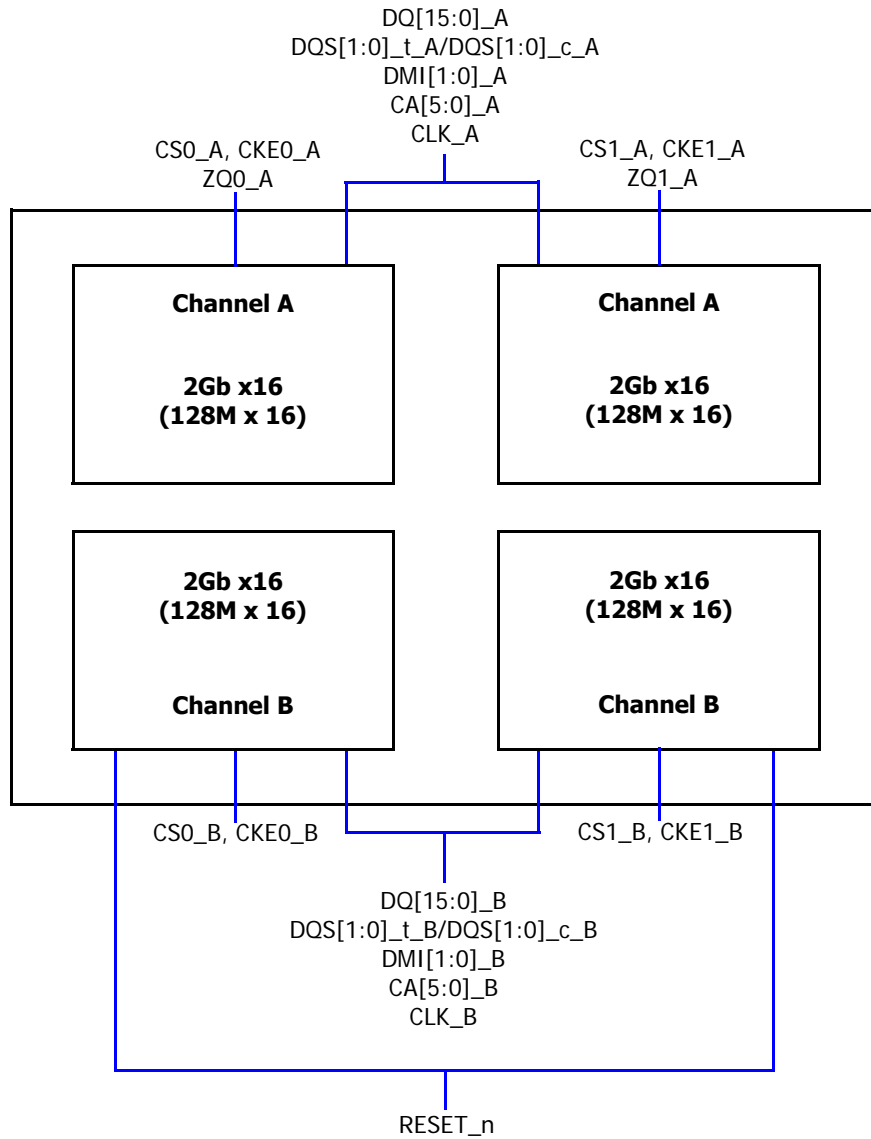 DQ[15:0]_A
DQS[1:0]_t_A/DQS[1:0]_c_A
DMI[1:0]_A
CA[5:0]_A
CLK_A
CS0_A, CKE0_A
ZQ0_A
CS1_A, CKE1_A
ZQ1_A
Channel A
2Gb x16
(128M x 16)
Channel A
2Gb x16
(128M x 16)
2Gb x16
(128M x 16)
Channel B
2Gb x16
(128M x 16)
Channel B
CS0_B, CKE0_B
CS1_B, CKE1_B
DQ[15:0]_B
DQS[1:0]_t_B/DQS[1:0]_c_B
DMI[1:0]_B
CA[5:0]_B
CLK_B
RESET_n